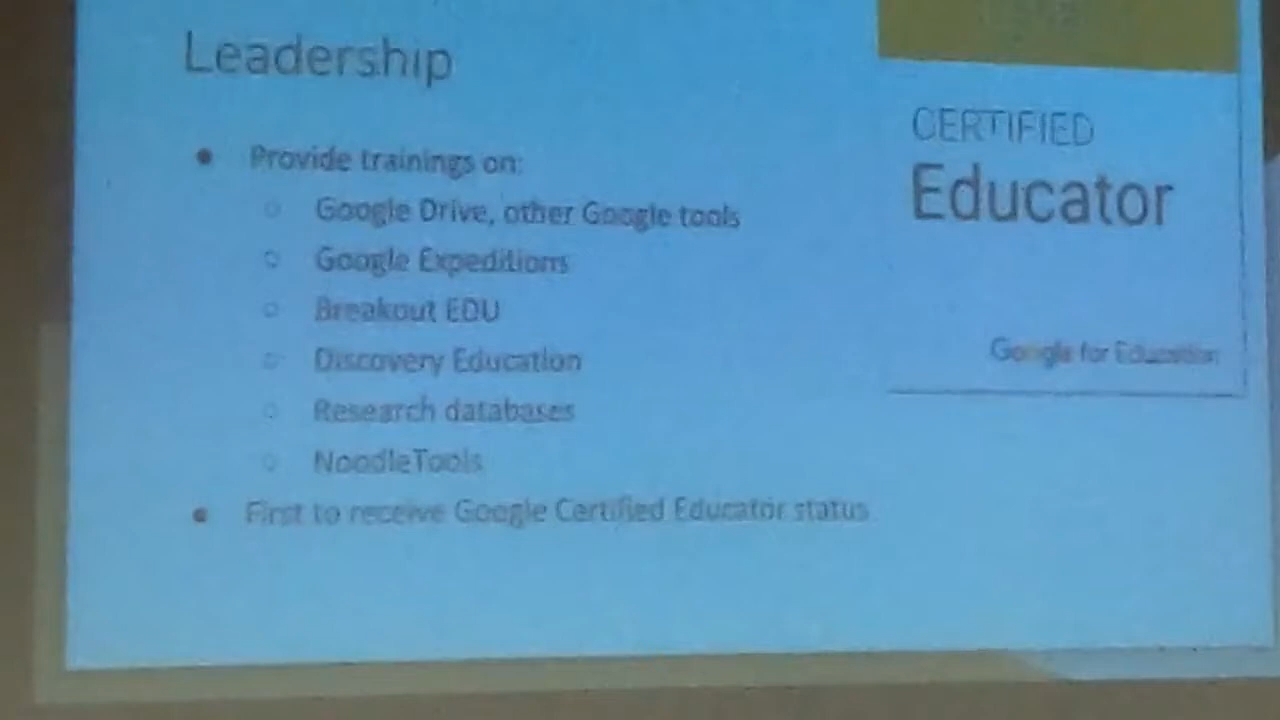 Leadership
● Provide trainings on:
○ Google Drive, other Google tools
○ Google Expeditions
○ Breakout EDU
○ Discovery Education
○ Research databases
○ NoodleTools
● First to receive Google Certified Educator status
CERTIFIED
Educator
Google for Education